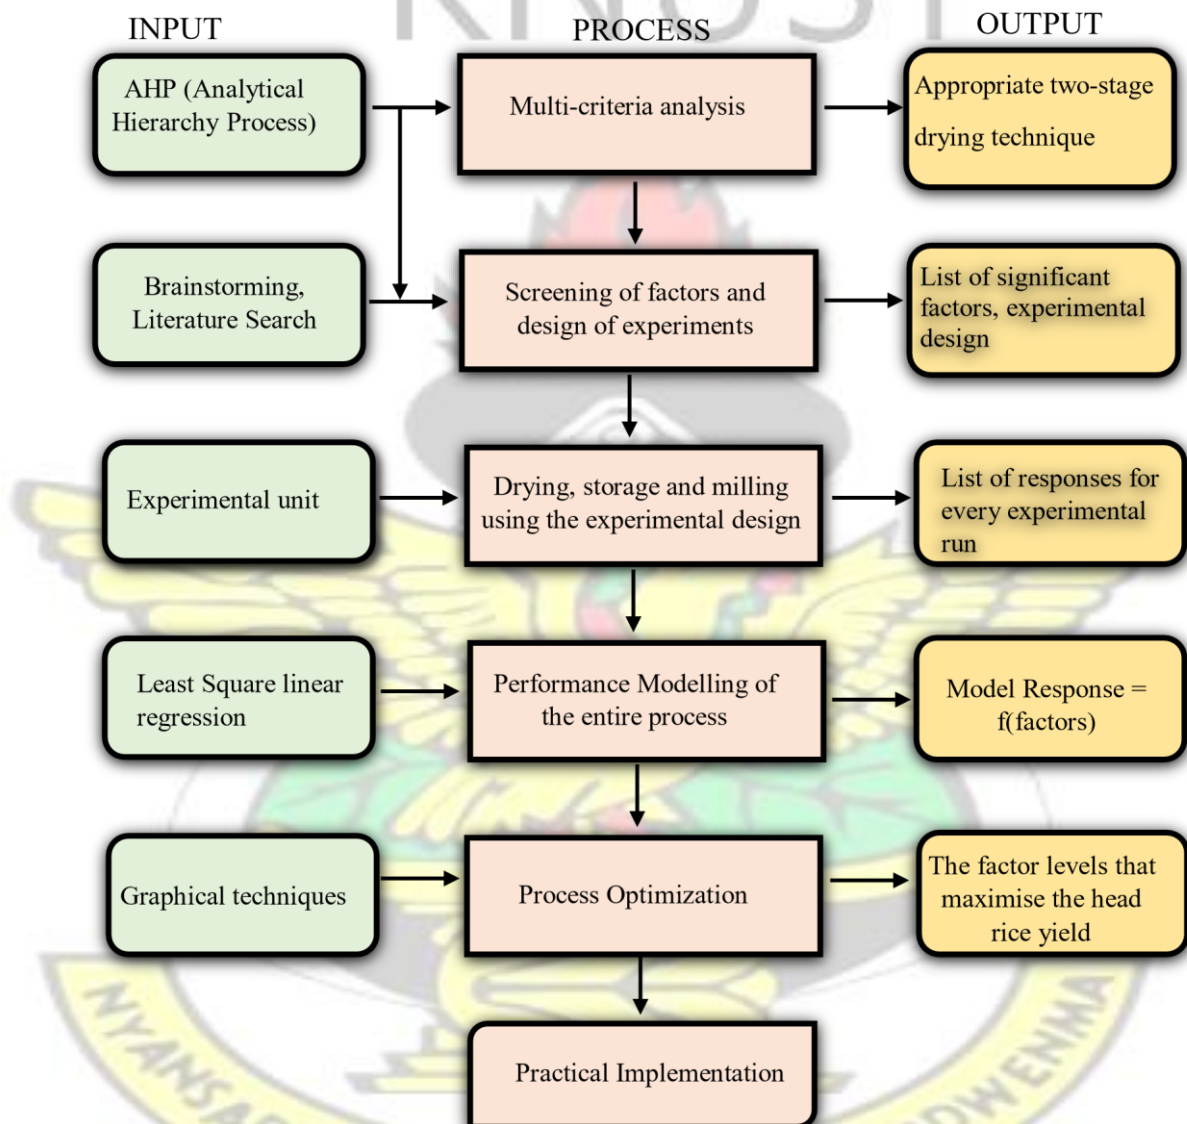 KNUST
INPUT
PROCESS
OUTPUT
AHP (Analytical
Hierarchy Process)
Multi-criteria analysis
Appropriate two-stage
drying technique
Brainstorming,
Literature Search
Screening of factors and
design of experiments
List of significant
factors, experimental
design
Experimental unit
Drying, storage and milling
using the experimental design
List of responses for
every experimental
run
Least Square linear
regression
Performance Modelling of
the entire process
Model Response =
f(factors)
Graphical techniques
Process Optimization
The factor levels that
maximise the head
rice yield
Practical Implementation